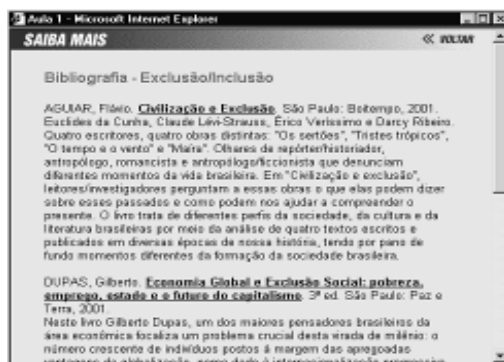 Aula 1 - Microsoft Internet Explorer
SAIBA MAIS
<< VOLTAR
Bibliografia - Exclusão/Inclusão
AGUIAR, Flávio. Civilização e Exclusão. São Paulo: Boitempo, 2001.
Euclides da Cunha, Claude Lévi-Strauss, Érico Veríssimo e Darcy Ribeiro.
Quatro escritores, quatro obras distintas: "Os sertões", "Tristes trópicos",
"O tempo e o vento" e "Maíra". Olhares de repórter/historiador,
antropólogo, romancista e antropólogo/ficcionista que denunciam
diferentes momentos da vida brasileira. Em "Civilização e exclusão",
leitores/investigadores perguntam a essas obras o que elas podem dizer
sobre esses passados e como podem nos ajudar a compreender o
presente. O livro trata de diferentes perfis da sociedade, da cultura e da
literatura brasileiras por meio da análise de quatro textos escritos e
publicados em diversas épocas de nossa história, tendo por pano de
fundo momentos diferentes da formação da sociedade brasileira.
DUPAS, Gilberto. Economia Global e Exclusão Social: pobreza,
emprego, estado e o futuro do capitalismo. 3ª ed. São Paulo: Paz e
Terra, 2001.
Neste livro Gilberto Dupas, um dos maiores pensadores brasileiros da
área econômica focaliza um problema crucial desta virada de milênio: o
número crescente de indivíduos postos à margem das apregoadas